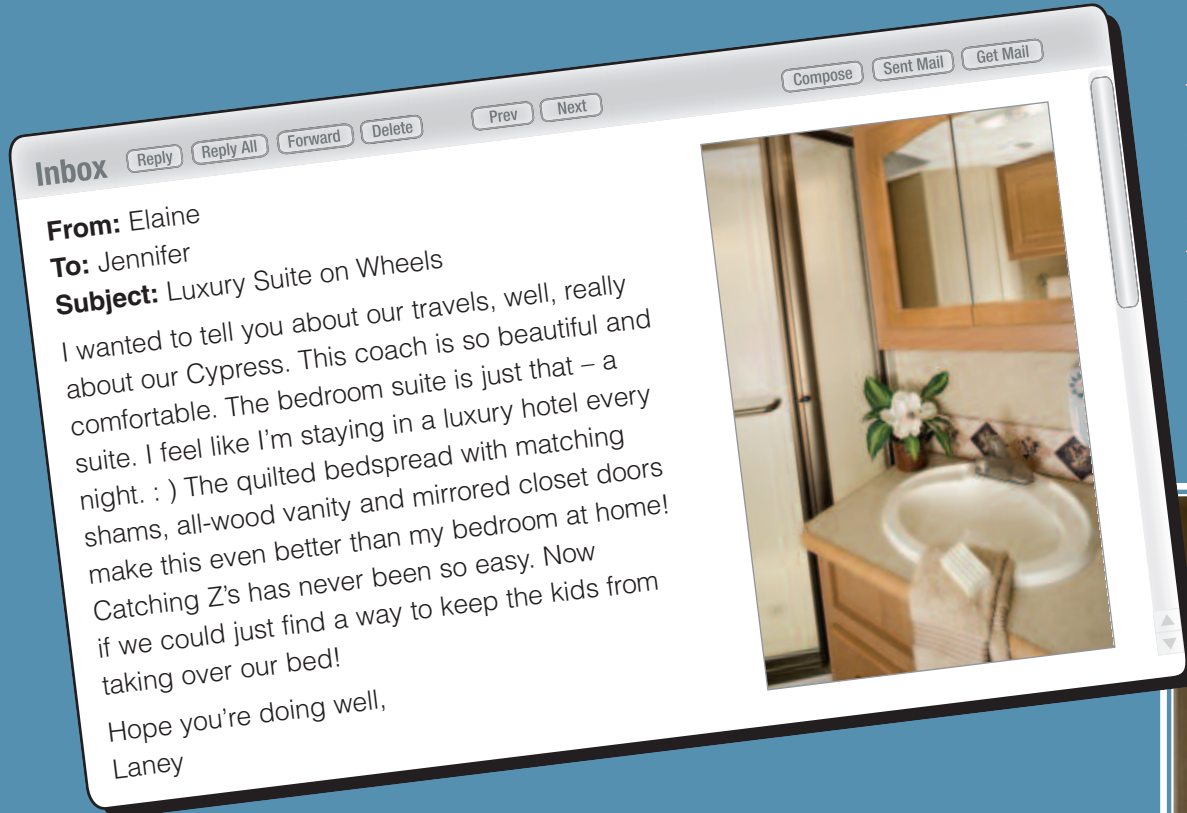 Compose Sent Mail Get Mail
Inbox Reply Reply All Forward Delete Prev Next
From: Elaine
To: Jennifer
Subject: Luxury Suite on Wheels
I wanted to tell you about our travels, well, really
about our Cypress. This coach is so beautiful and
comfortable. The bedroom suite is just that – a
suite. I feel like I'm staying in a luxury hotel every
night. : ) The quilted bedspread with matching
shams, all-wood vanity and mirrored closet doors
make this even better than my bedroom at home!
Catching Z's has never been so easy. Now
if we could just find a way to keep the kids from
taking over our bed!
Hope you're doing well,
Laney